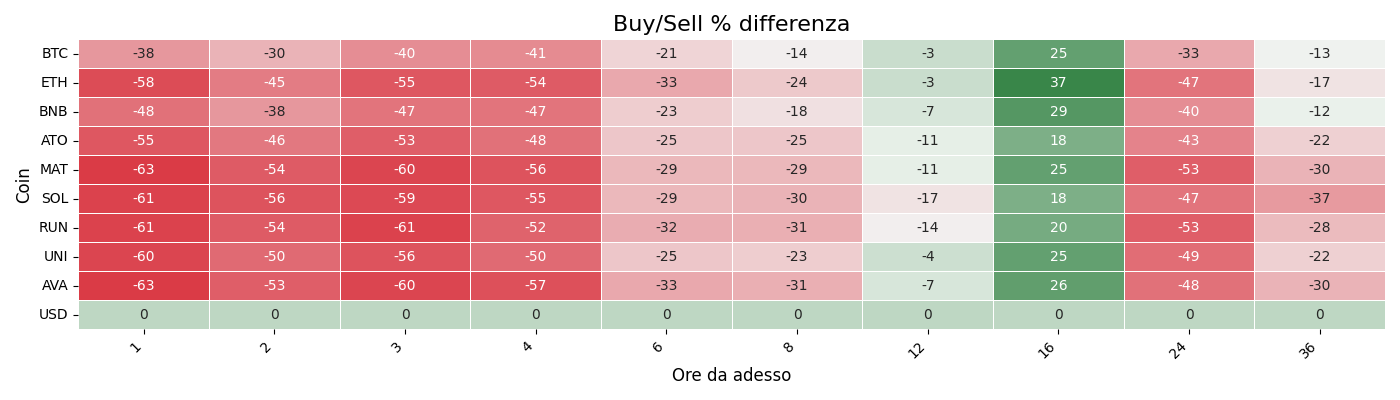 Buy/Sell % differenza
Coin
BTC -38 -30 -40 -41 -21 -14 -3 25 -33 -13
ETH -58 -45 -55 -54 -33 -24 -3 37 -47 -17
BNB -48 -38 -47 -47 -23 -18 -7 29 -40 -12
ATO -55 -46 -53 -48 -25 -25 -11 18 -43 -22
MAT -63 -54 -60 -56 -29 -29 -11 25 -53 -30
SOL -61 -56 -59 -55 -29 -30 -17 18 -47 -37
RUN -61 -54 -61 -52 -32 -31 -14 20 -53 -28
UNI -60 -50 -56 -50 -25 -23 -4 25 -49 -22
AVA -63 -53 -60 -57 -33 -31 -7 26 -48 -30
USD 0 0 0 0 0 0 0 0 0 0
1 2 3 4 6 8 12 16 24 36
Ore da adesso